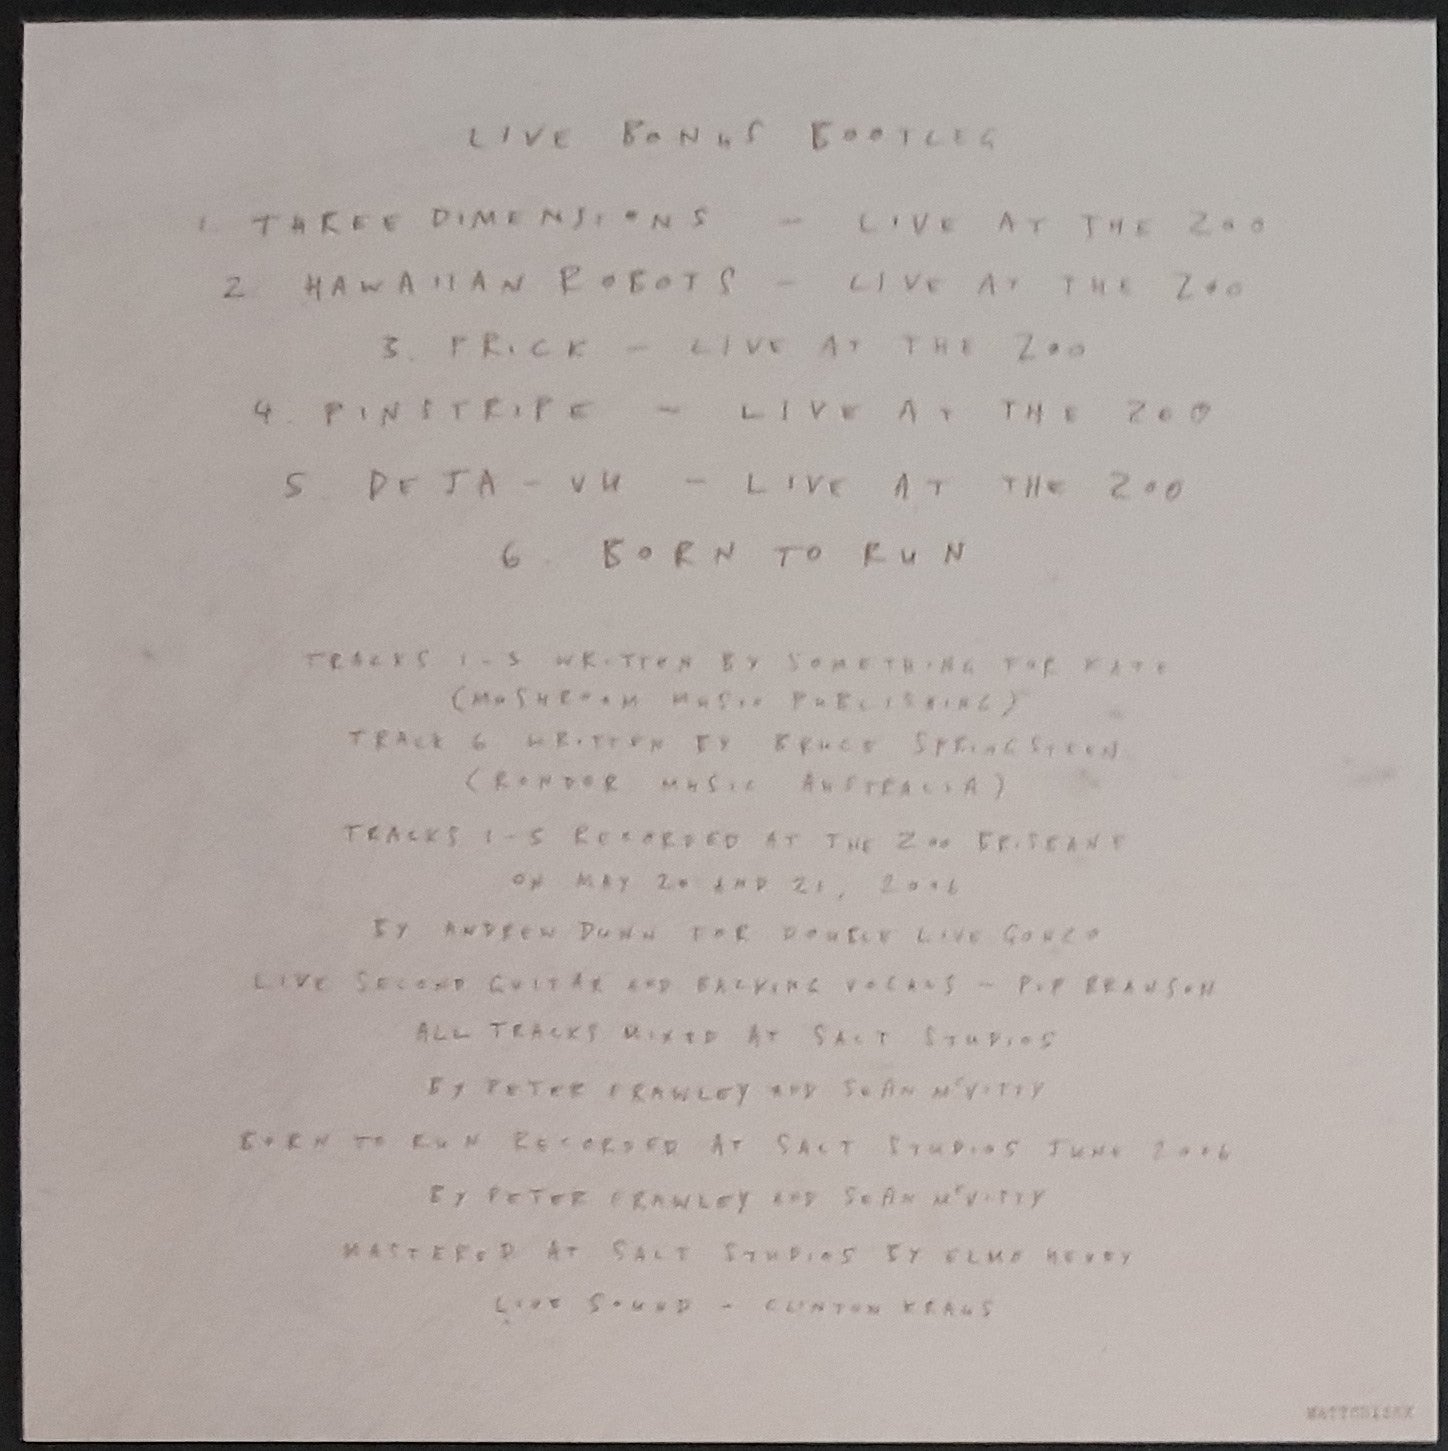 LIVE BONUS BOOTLEG
1. THREE DIMENSIONS - LIVE AT THE ZOO
2. HAWAIIAN ROBOTS - LIVE AT THE ZOO
3. PRICK - LIVE AT THE ZOO
4. PINSTRIPE - LIVE AT THE ZOO
5 DEJA-VU - LIVE AT THE ZOO
6. BORN TO RUN
TRACKS 1-5 WRITTEN BY SOMETHING FOR KATE
(MUSHROOM MUSIC PUBLISHING)
TRACK 6 WRITTEN BY BRUCE SPRINGSTEEN
(RONDOR MUSIC AUSTRALIA)
TRACKS 1-5 RECORDED AT THE ZOO BRISBANE
ON MAY 20 AND 21, 2006
BY ANDREW DUNN FOR DOUBLE LIVE GONZO
LIVE SECOND GUITAR AND BACKING VOCALS - PIP BRANSON
ALL TRACKS MIXED AT SALT STUDIOS
BY PETER FRAWLEY AND SEAN McVITTY
BORN TO RUN RECORDED AT SALT STUDIOS JUNE 2006
BY PETER FRAWLEY AND SEAN McVITTY
MASTERED AT SALT STUDIOS BY ELMO HENRY
LIVE SOUND - CLINTON KRAUS